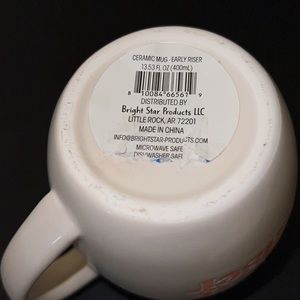 CERAMIC MUG - EARLY RISER
13.53 FL OZ (400mL)
8 10084 66561 9
DISTRIBUTED BY
Bright Star Products LLC
LITTLE ROCK, AR 72201
MADE IN CHINA
INFO@BRIGHTSTAR-PRODUCTS.COM
MICROWAVE SAFE
DISHWASHER SAFE